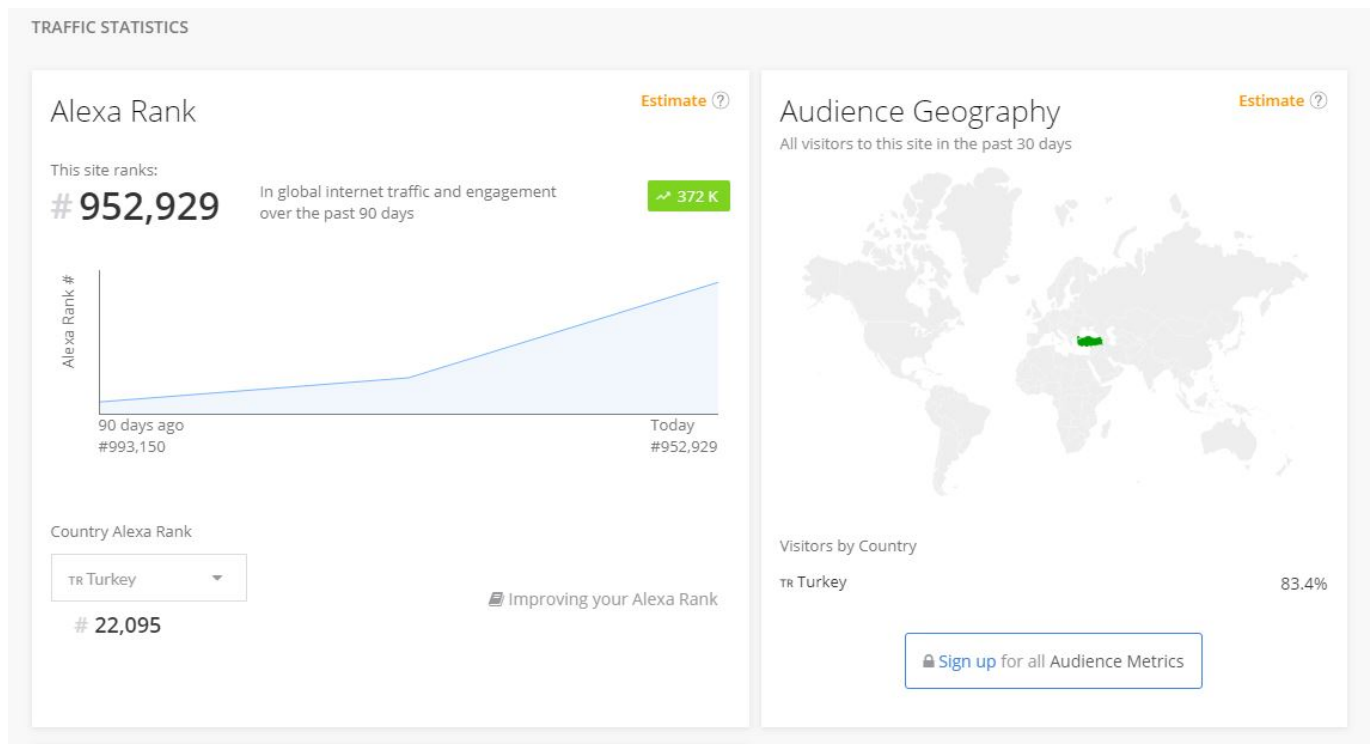 TRAFFIC STATISTICS
Alexa Rank
Estimate ?
This site ranks:
# 952,929
In global internet traffic and engagement
over the past 90 days
372 K
Alexa Rank #
90 days ago
#993,150
Today
#952,929
Country Alexa Rank
TR Turkey
# 22,095
Improving your Alexa Rank
Audience Geography
Estimate ?
All visitors to this site in the past 30 days
Visitors by Country
TR Turkey
83.4%
Sign up for all Audience Metrics